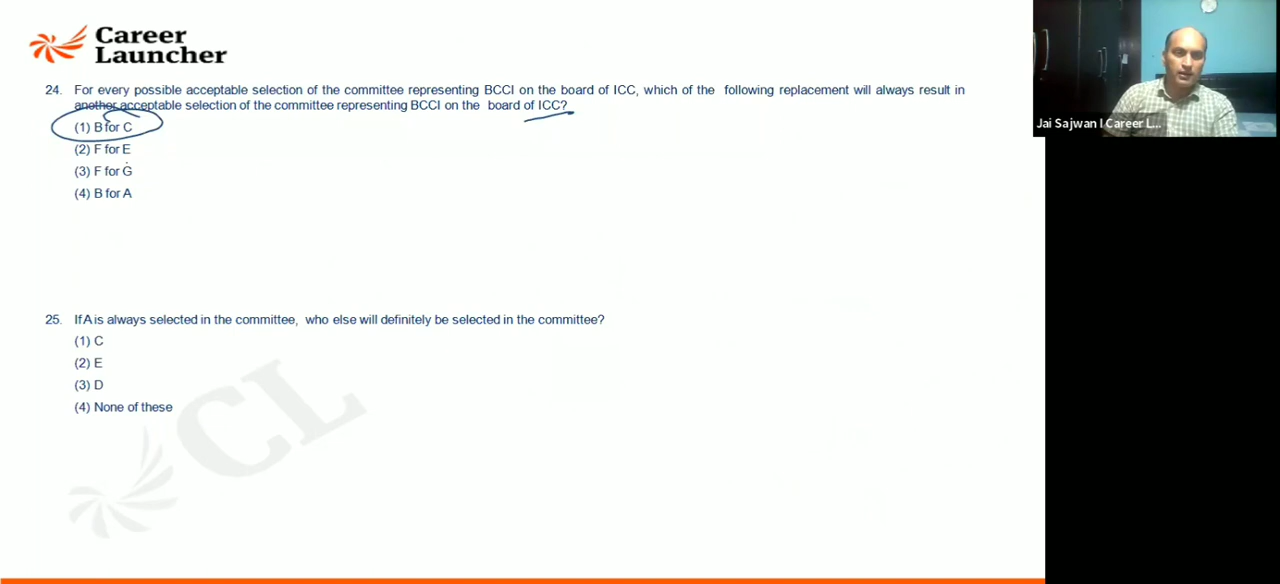 Career
Launcher
24. For every possible acceptable selection of the committee representing BCCI on the board of ICC, which of the following replacement will always result in
another acceptable selection of the committee representing BCCI on the board of ICC?
(1) B for C
(2) F for E
(3) F for G
(4) B for A
Jai Sajwan I Career L...
25. If A is always selected in the committee, who else will definitely be selected in the committee?
(1) C
(2) E
(3) D
(4) None of these
CL